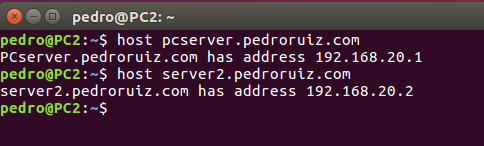 pedro@PC2: ~
pedro@PC2:~$ host pcserver.pedroruiz.com
PCserver.pedroruiz.com has address 192.168.20.1
pedro@PC2:~$ host server2.pedroruiz.com
server2.pedroruiz.com has address 192.168.20.2
pedro@PC2:~$